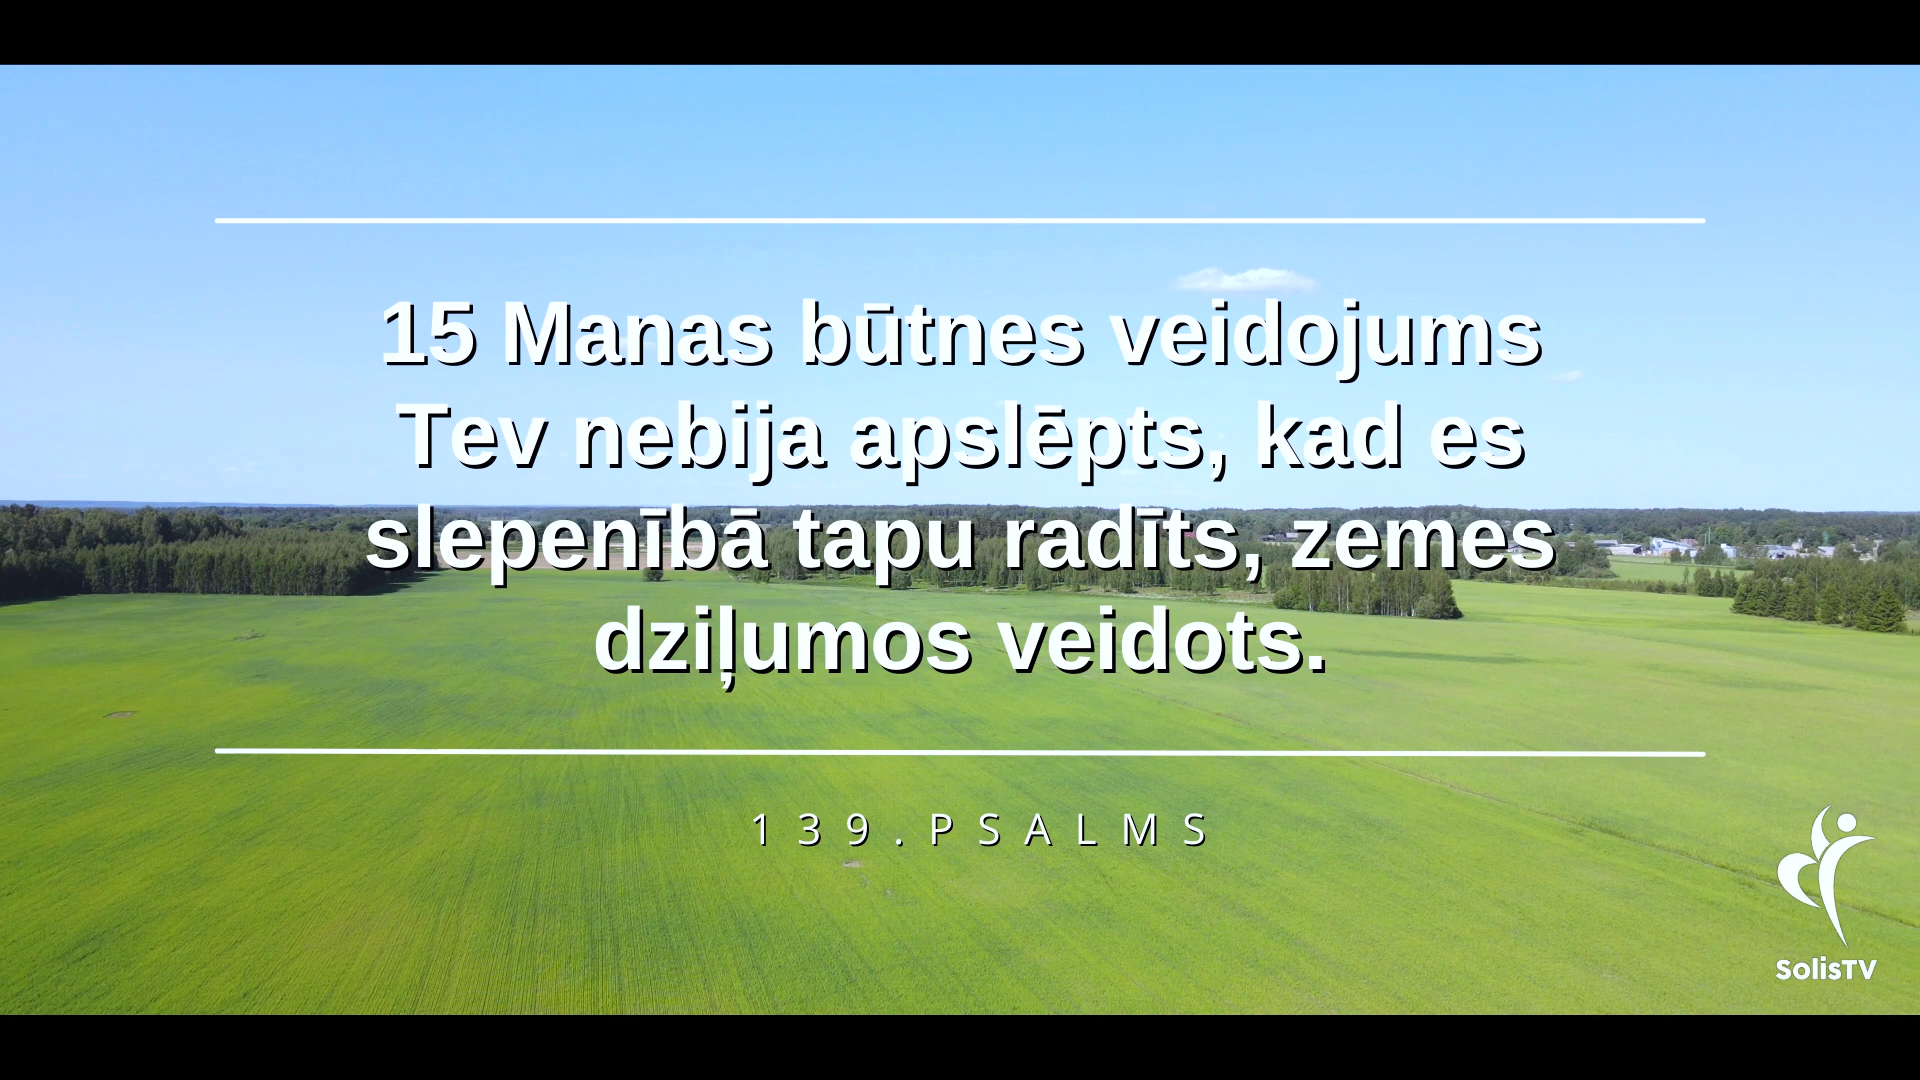 15 Manas būtnes veidojums
Tev nebija apslēpts, kad es
slepenībā tapu radīts, zemes
dziļumos veidots.
139.PSALMS
SolisTV